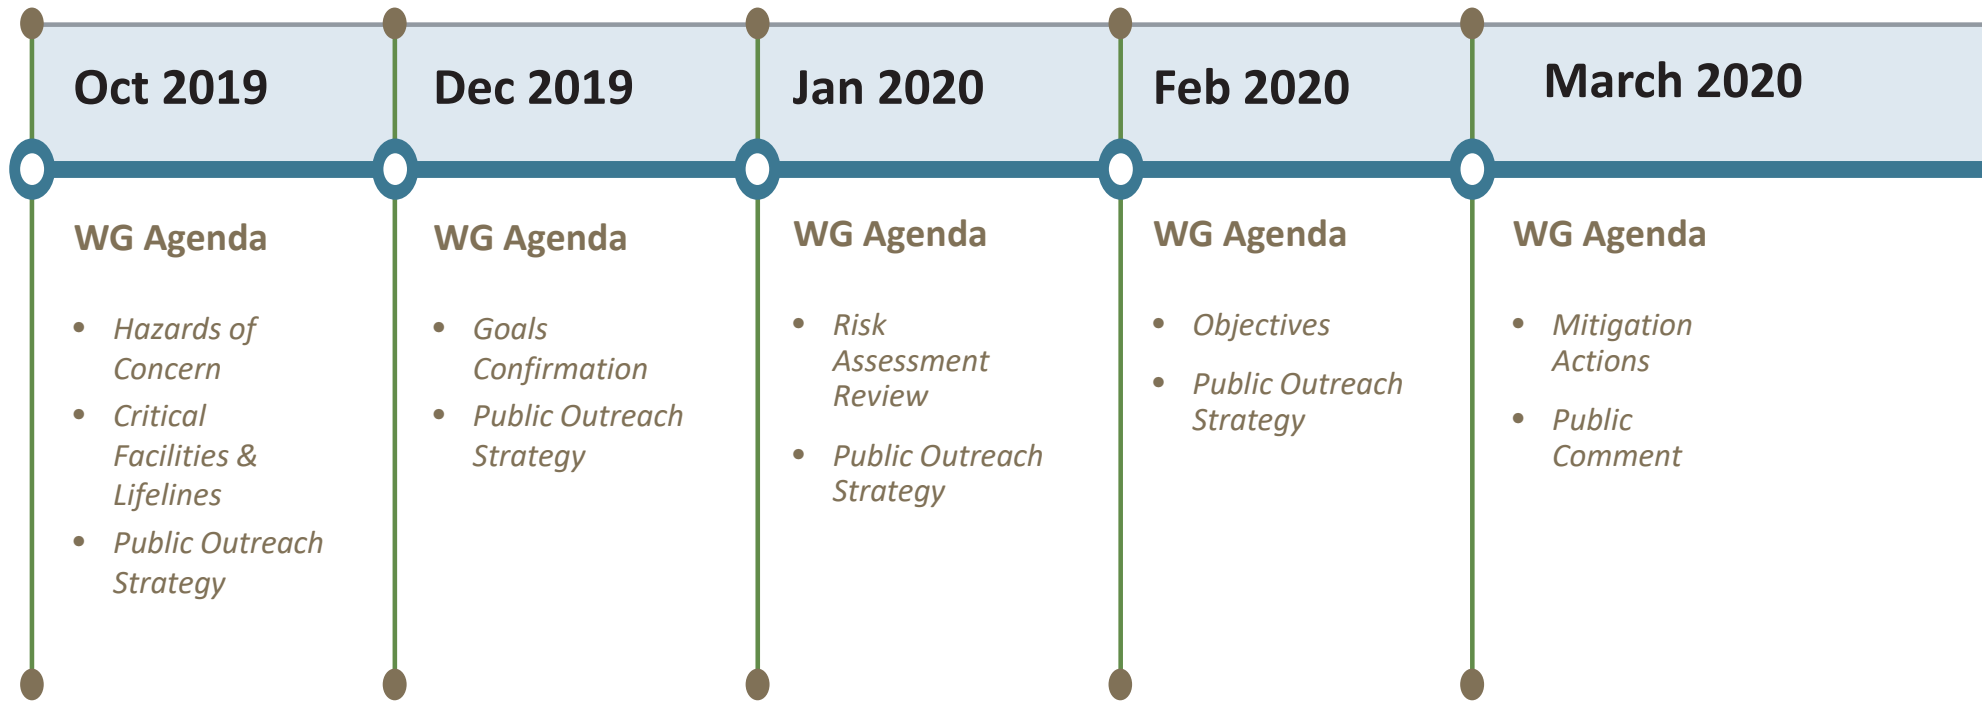 Oct 2019
WG Agenda
• Hazards of
Concern
• Critical
Facilities &
Lifelines
• Public Outreach
Strategy
Dec 2019
WG Agenda
• Goals
Confirmation
• Public Outreach
Strategy
Jan 2020
WG Agenda
• Risk
Assessment
Review
• Public Outreach
Strategy
Feb 2020
WG Agenda
• Objectives
• Public Outreach
Strategy
March 2020
WG Agenda
• Mitigation
Actions
• Public
Comment